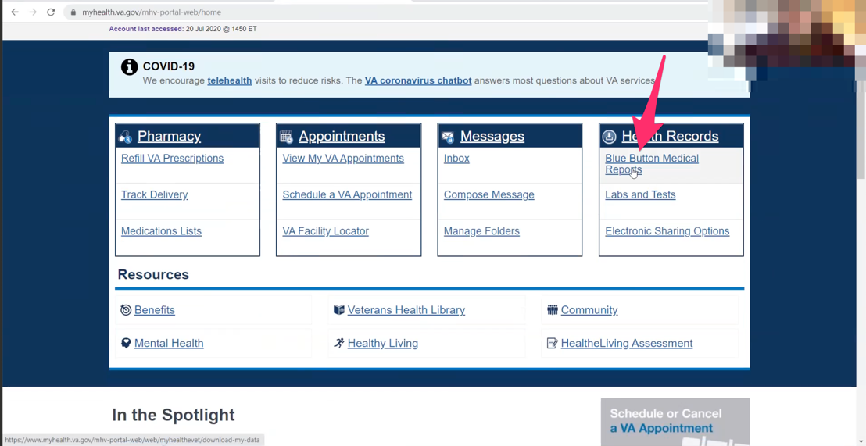 myhealth.va.gov/mhv-portal-web/home
Account last accessed: 20 Jul 2020 @ 1450 ET
COVID-19
We encourage telehealth visits to reduce risks. The VA coronavirus chatbot answers most questions about VA services.
Pharmacy
Refill VA Prescriptions
Track Delivery
Medications Lists
Appointments
View My VA Appointments
Schedule a VA Appointment
VA Facility Locator
Messages
Inbox
Compose Message
Manage Folders
Health Records
Blue Button Medical
Reports
Labs and Tests
Electronic Sharing Options
Resources
Benefits
Veterans Health Library
Community
Mental Health
Healthy Living
HealtheLiving Assessment
In the Spotlight
Schedule or Cancel
a VA Appointment
https://www.myhealth.va.gov/mhv-portal-web/web/myhealthevet/download-my-data